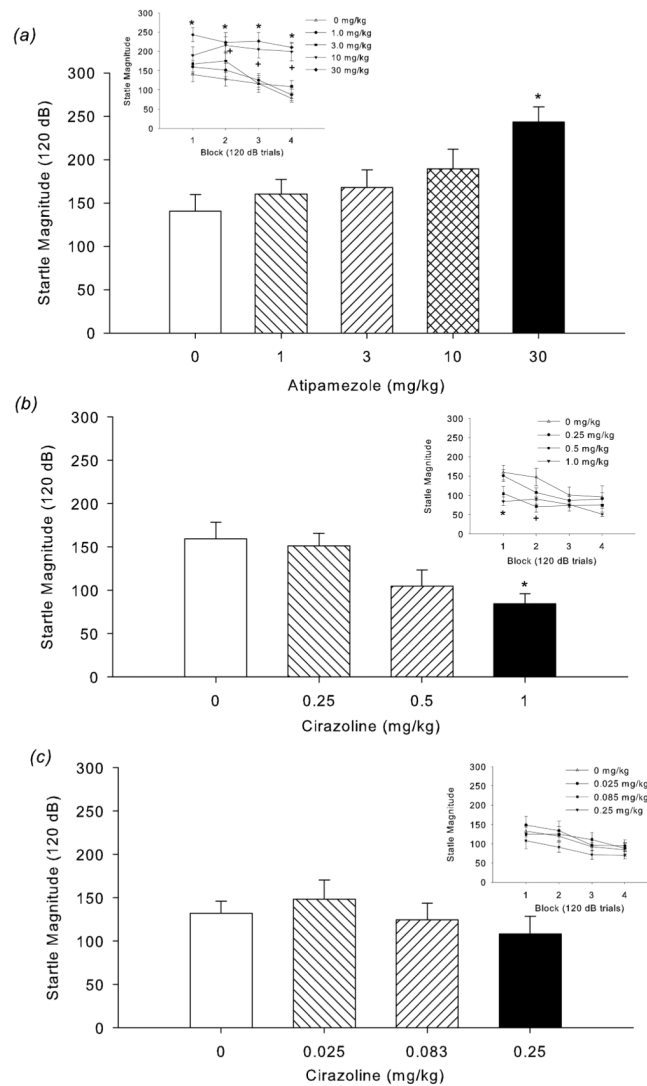 (a)
Statle Magnitude
300
250
200
150
100
50
0
* * * *
+ + +
1 2 3 4
Block (120 dB trials)
0 mg/kg
1.0 mg/kg
3.0 mg/kg
10 mg/kg
30 mg/kg
Startle Magnitude (120 dB)
300
250
200
150
100
50
0
*
0 1 3 10 30
Atipamezole (mg/kg)
(b)
Startle Magnitude (120 dB)
300
250
200
150
100
50
0
*
0 0.25 0.5 1
Cirazoline (mg/kg)
Statle Magnitude
300
250
200
150
100
50
0
* +
1 2 3 4
Block (120 dB trials)
0 mg/kg
0.25 mg/kg
0.5 mg/kg
1.0 mg/kg
(c)
Startle Magnitude (120 dB)
300
250
200
150
100
50
0
0 0.025 0.083 0.25
Cirazoline (mg/kg)
Statle Magnitude
300
250
200
150
100
50
0
1 2 3 4
Block (120 dB trials)
0 mg/kg
0.025 mg/kg
0.085 mg/kg
0.25 mg/kg